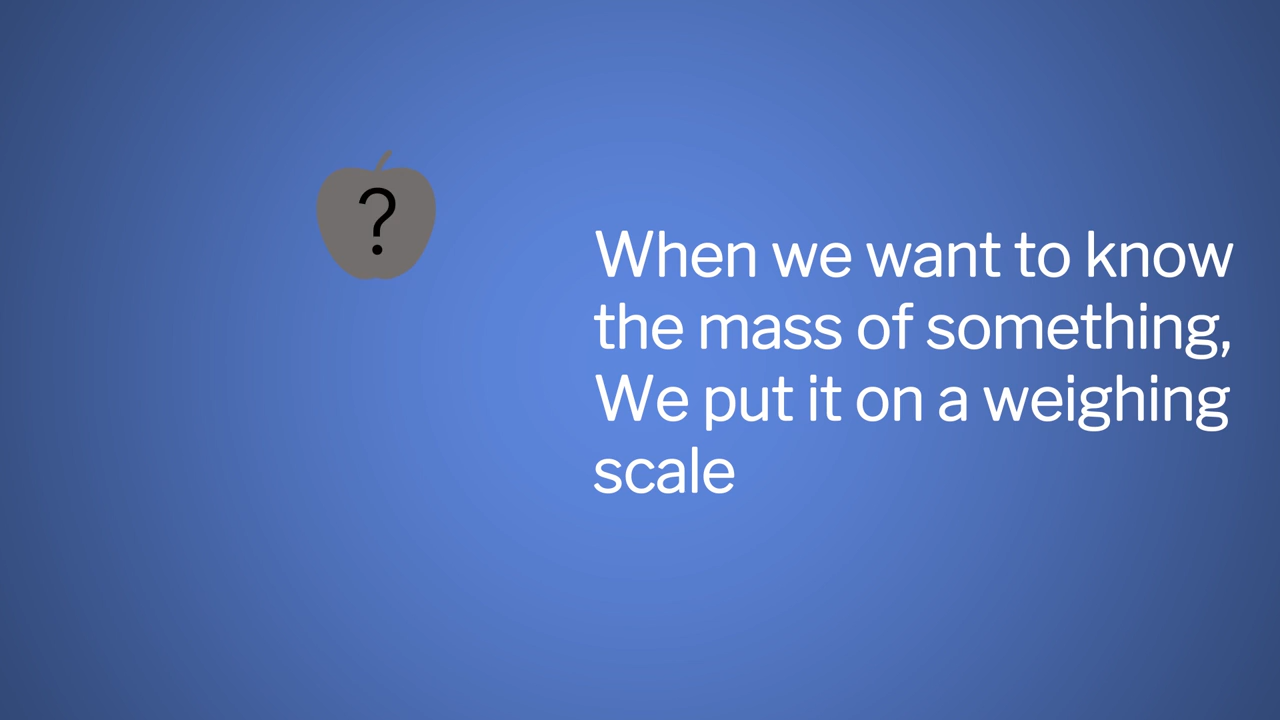 ?
When we want to know
the mass of something,
We put it on a weighing
scale